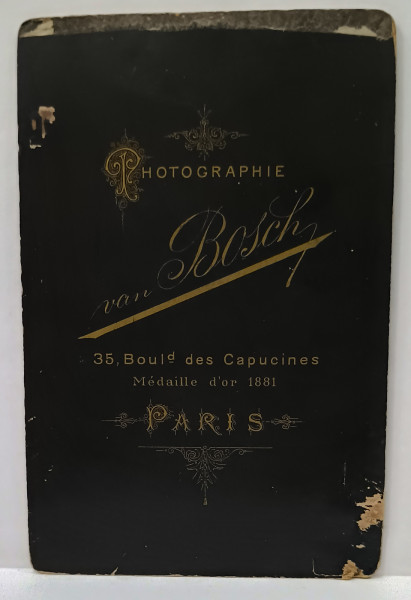 PHOTOGRAPHIE
van Bosch
35, Bould des Capucines
Médaille d'or 1881
PARIS